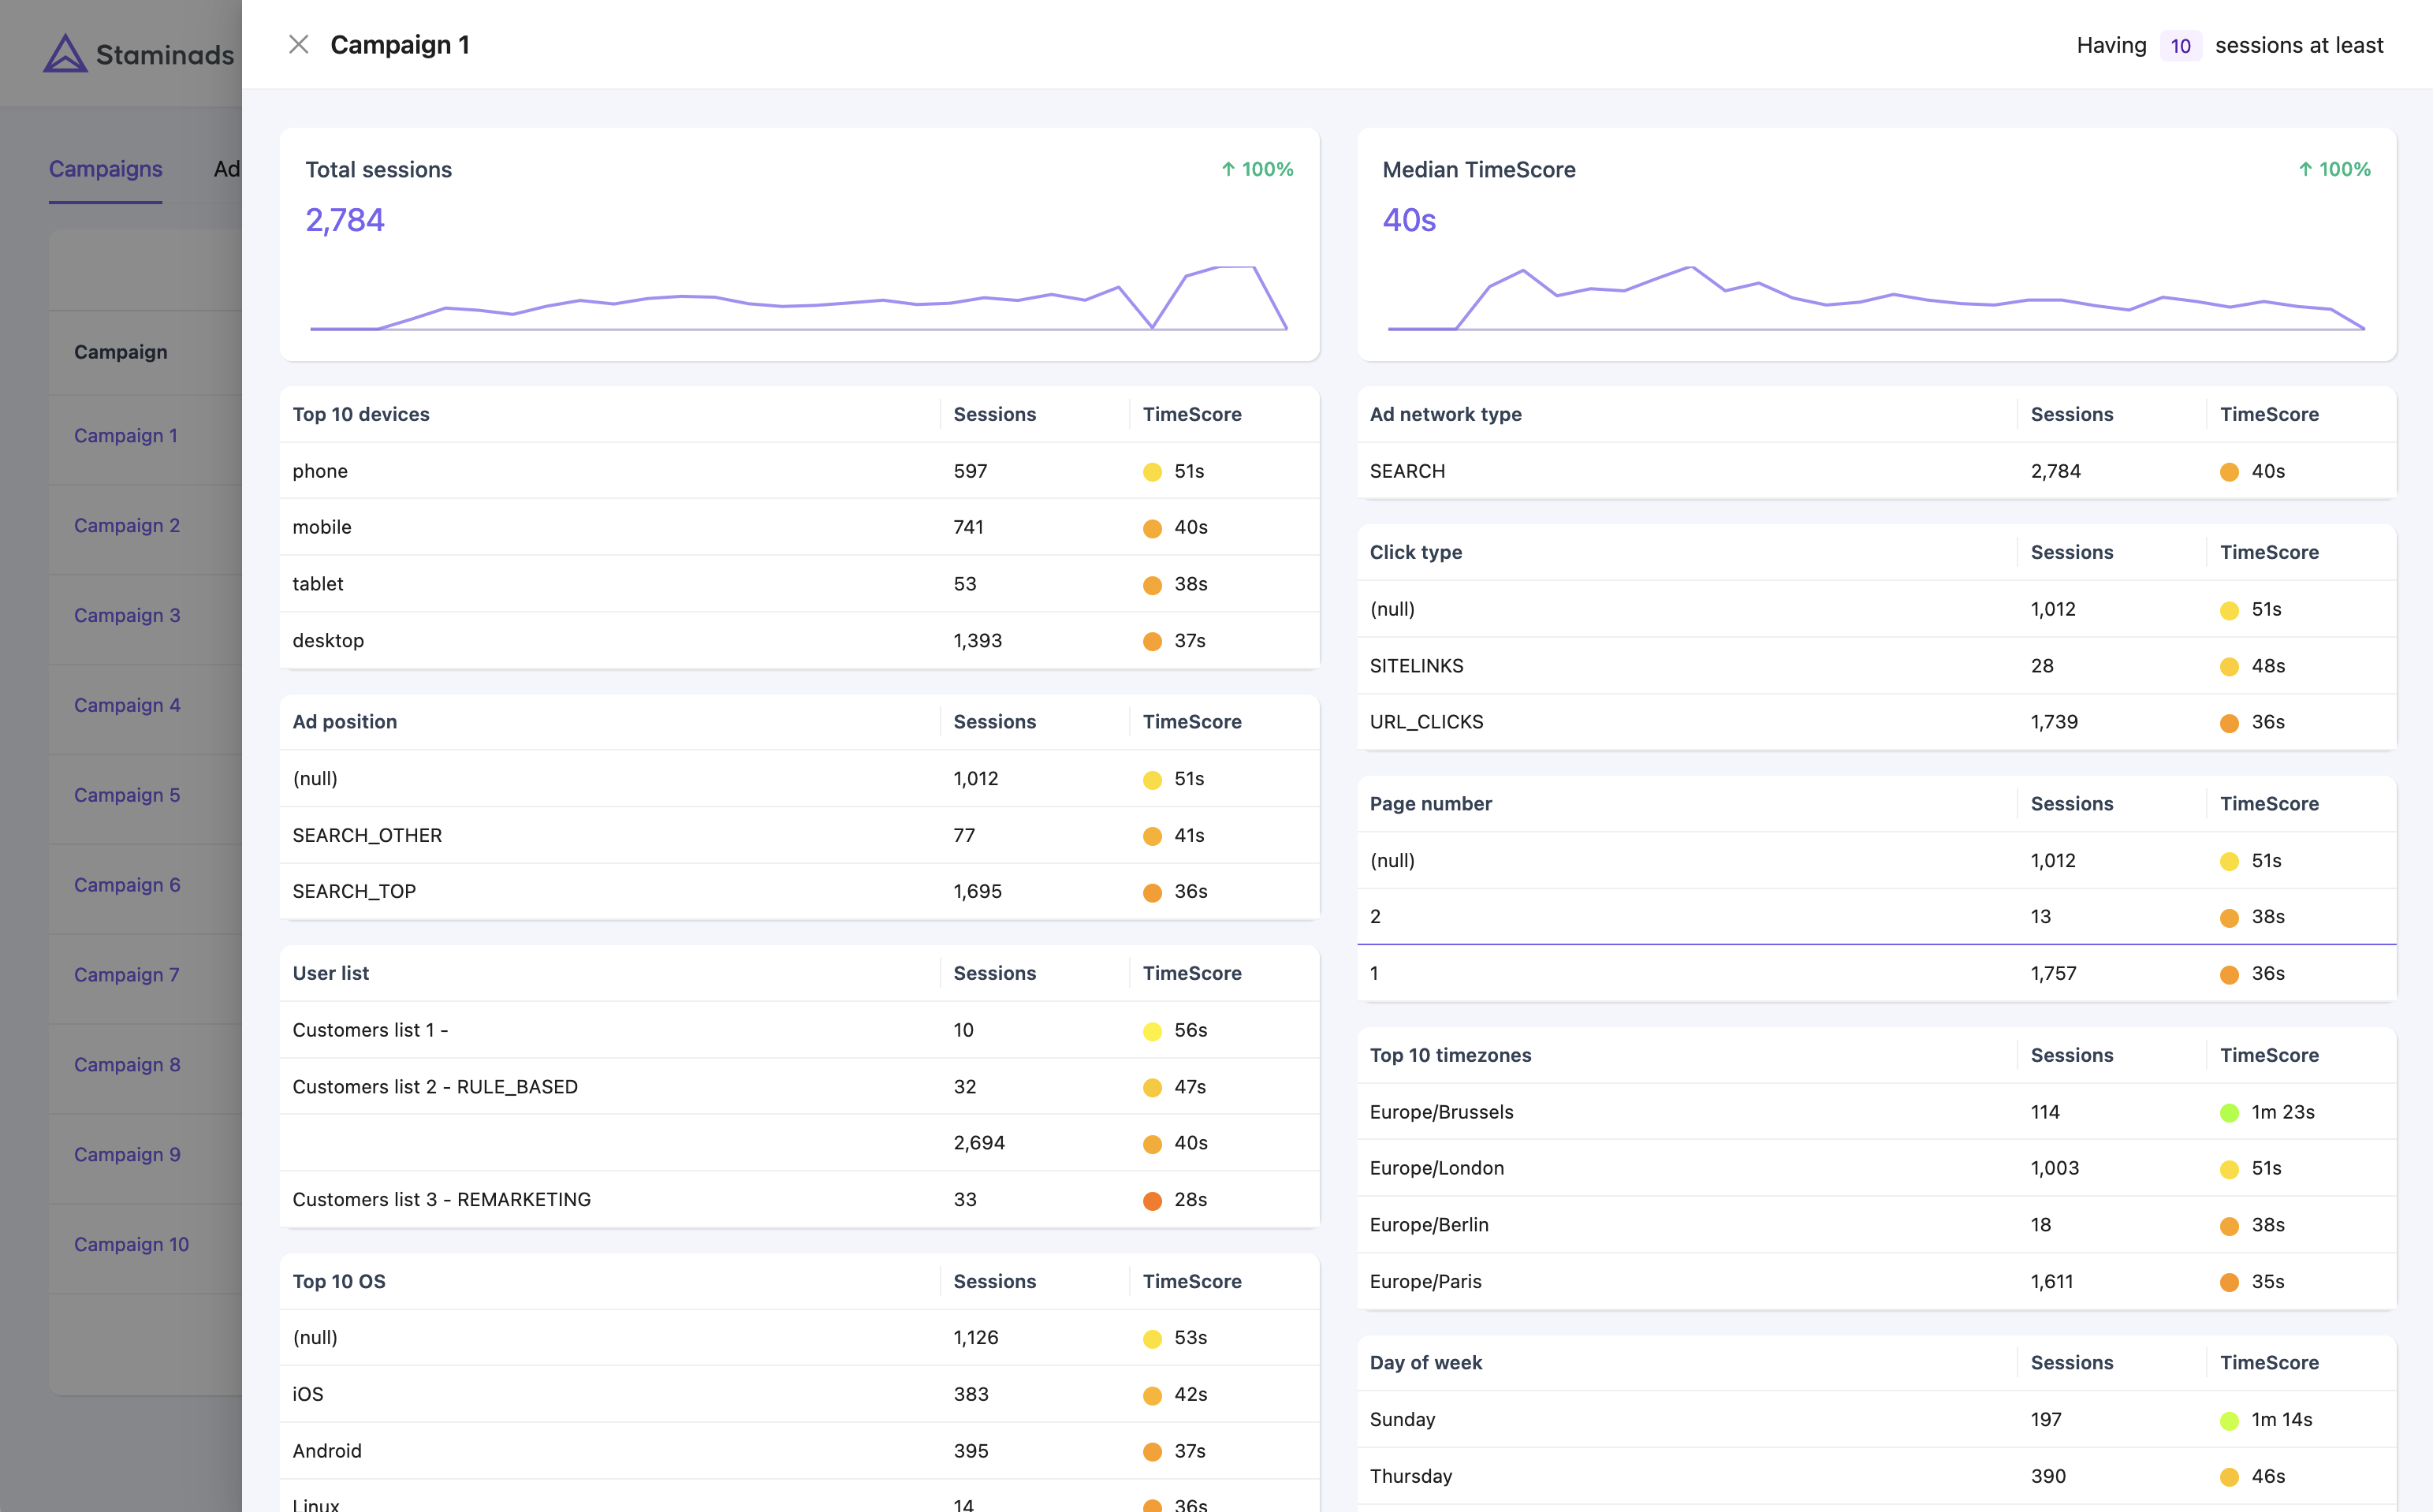 Staminads
Campaigns Ad
Campaign
Campaign 1
Campaign 2
Campaign 3
Campaign 4
Campaign 5
Campaign 6
Campaign 7
Campaign 8
Campaign 9
Campaign 10
Campaign 1
Having 10 sessions at least
Total sessions ↑ 100%
2,784
Top 10 devices Sessions TimeScore
phone 597 51s
mobile 741 40s
tablet 53 38s
desktop 1,393 37s
Ad position Sessions TimeScore
(null) 1,012 51s
SEARCH_OTHER 77 41s
SEARCH_TOP 1,695 36s
User list Sessions TimeScore
Customers list 1 - 10 56s
Customers list 2 - RULE_BASED 32 47s
2,694 40s
Customers list 3 - REMARKETING 33 28s
Top 10 OS Sessions TimeScore
(null) 1,126 53s
iOS 383 42s
Android 395 37s
Linux 14 36s
Median TimeScore ↑ 100%
40s
Ad network type Sessions TimeScore
SEARCH 2,784 40s
Click type Sessions TimeScore
(null) 1,012 51s
SITELINKS 28 48s
URL_CLICKS 1,739 36s
Page number Sessions TimeScore
(null) 1,012 51s
2 13 38s
1 1,757 36s
Top 10 timezones Sessions TimeScore
Europe/Brussels 114 1m 23s
Europe/London 1,003 51s
Europe/Berlin 18 38s
Europe/Paris 1,611 35s
Day of week Sessions TimeScore
Sunday 197 1m 14s
Thursday 390 46s